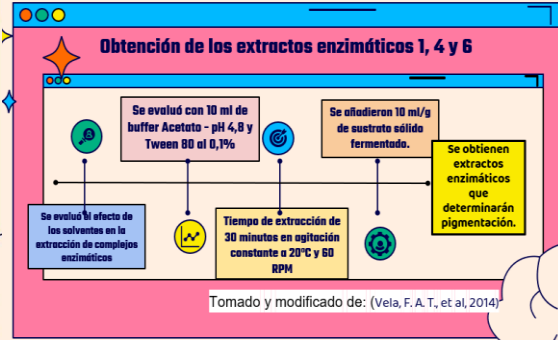 Obtención de los extractos enzimáticos 1, 4 y 6
Se evaluó con 10 ml de
buffer Acetato - pH 4,8 y
Tween 80 al 0,1%
Se añadieron 10 ml/g
de sustrato sólido
fermentado.
Se obtienen
extractos
enzimáticos
que
determinarán
pigmentación.
Se evaluó el efecto de
los solventes en la
extracción de complejos
enzimáticos
Tiempo de extracción de
30 minutos en agitación
constante a 20°C y 60
RPM
Tomado y modificado de: (Vela, F. A. T., et al, 2014)